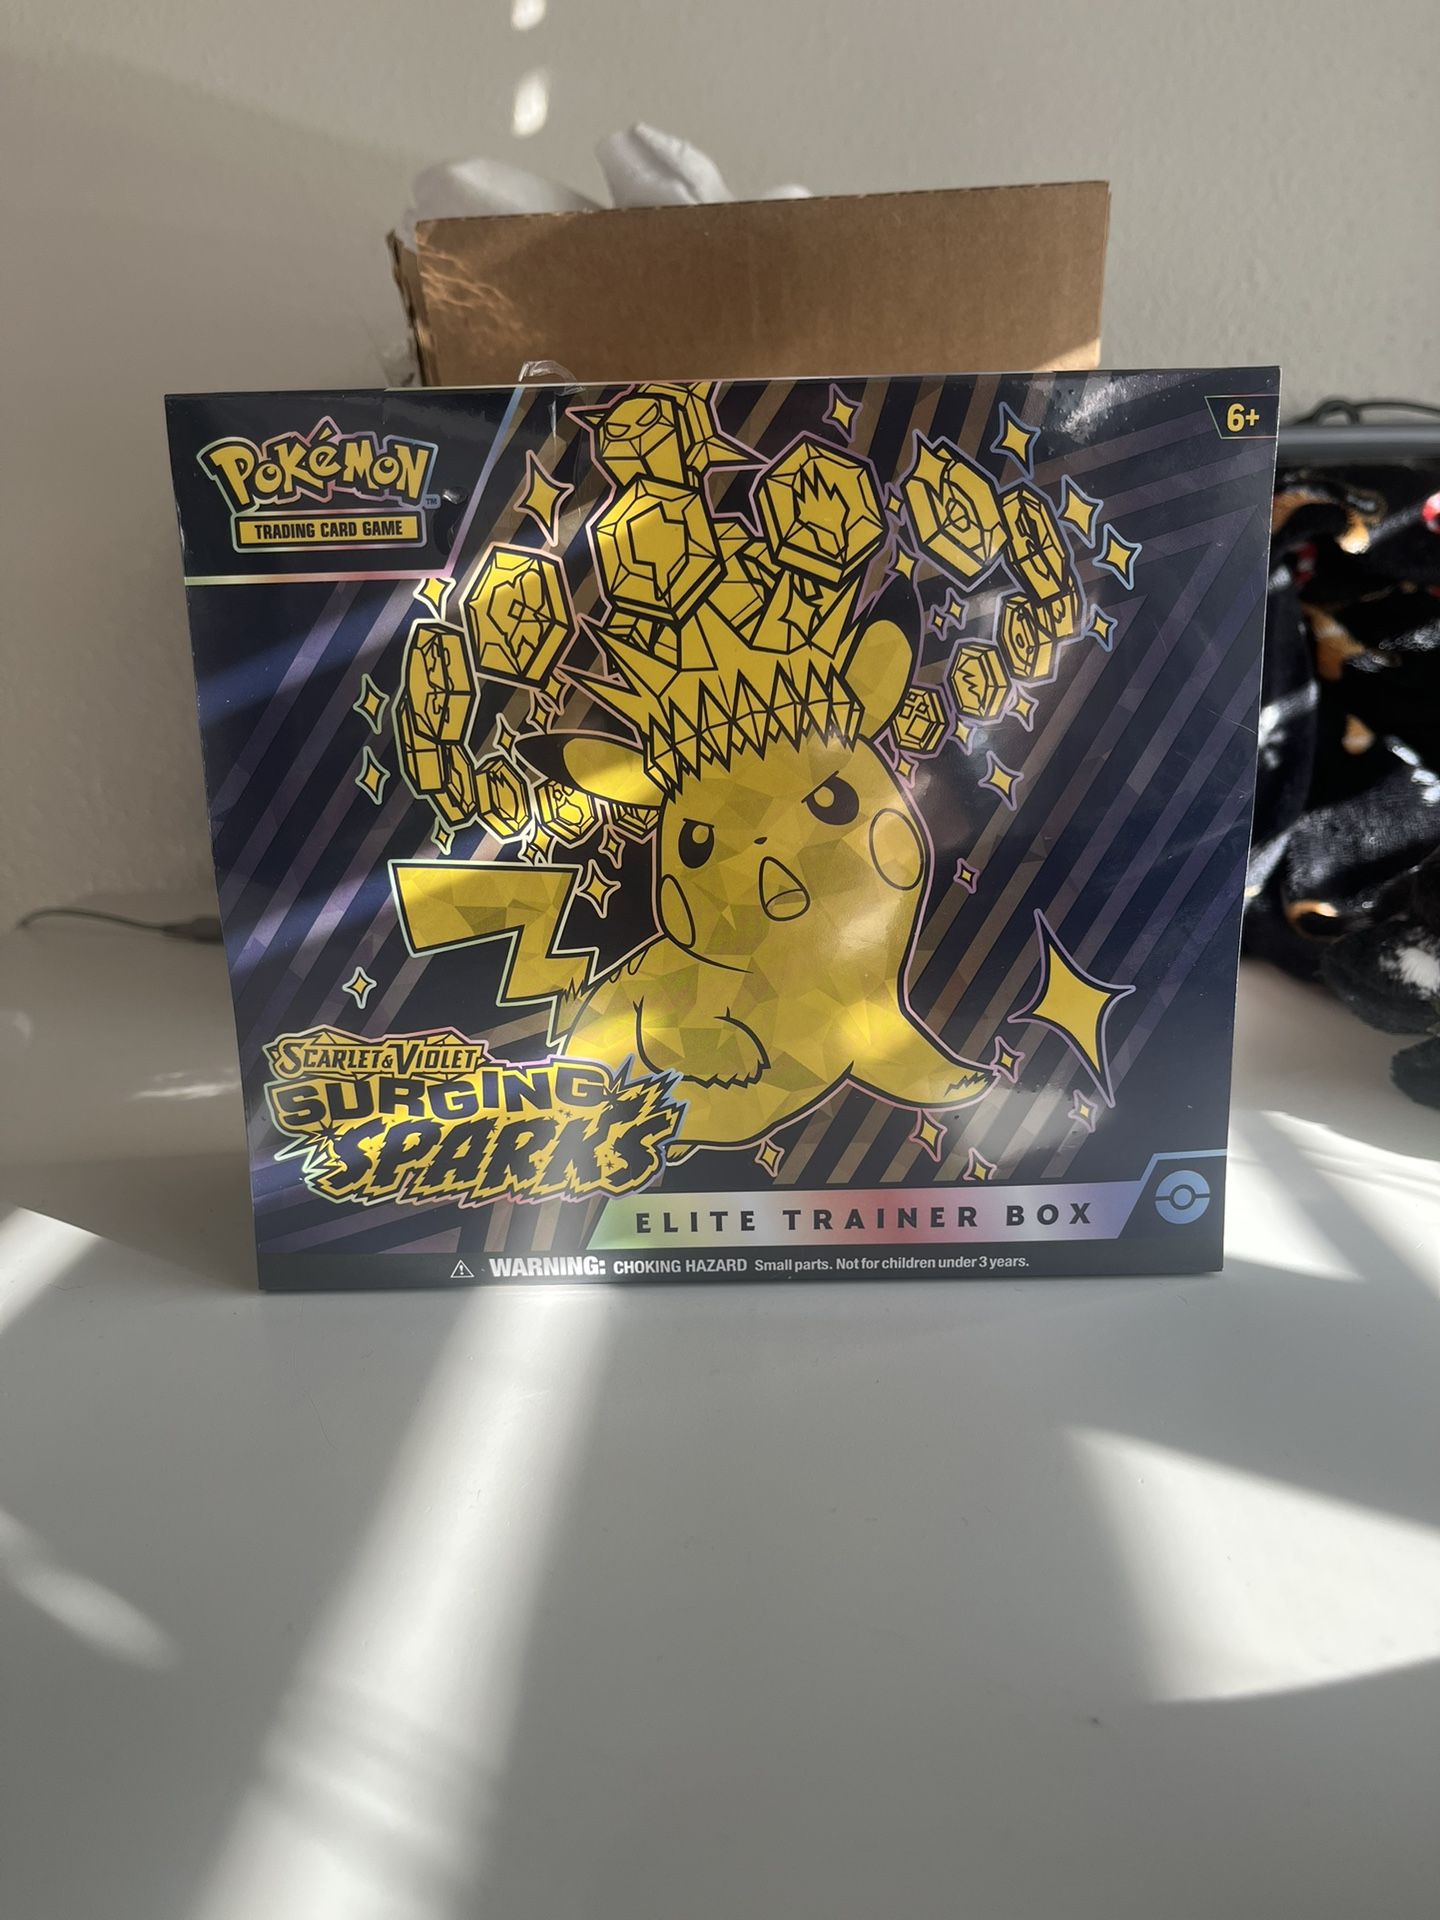 POKéMON
TM
TRADING CARD GAME
6+
SCARLET & VIOLET
SURGING
SPARKS
ELITE TRAINER BOX
WARNING: CHOKING HAZARD Small parts. Not for children under 3 years.